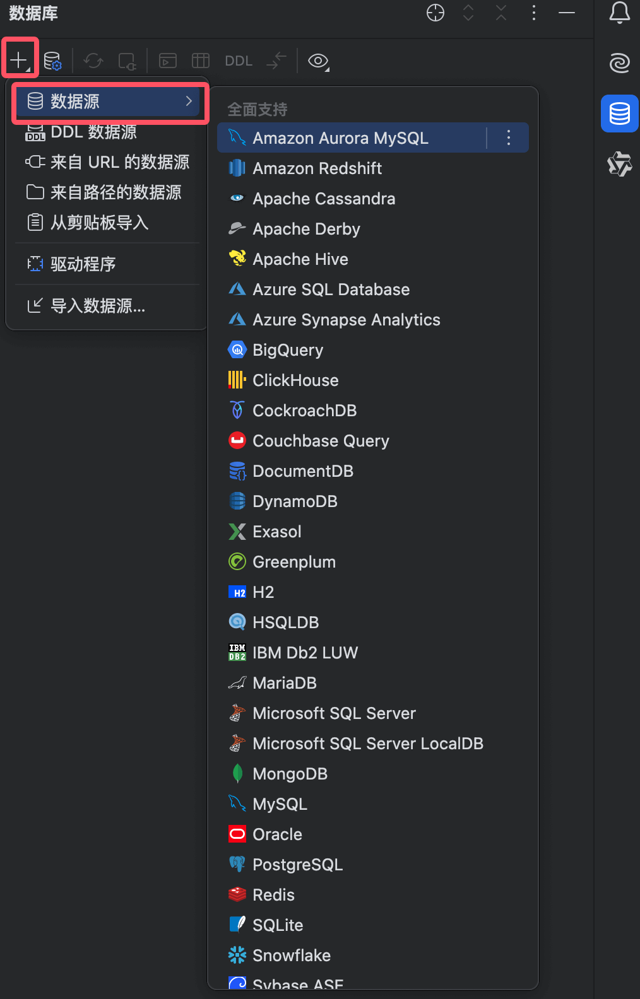 数据库
DDL
数据源
DDL 数据源
来自 URL 的数据源
来自路径的数据源
从剪贴板导入
驱动程序
导入数据源...
全面支持
Amazon Aurora MySQL
Amazon Redshift
Apache Cassandra
Apache Derby
Apache Hive
Azure SQL Database
Azure Synapse Analytics
BigQuery
ClickHouse
CockroachDB
Couchbase Query
DocumentDB
DynamoDB
Exasol
Greenplum
H2
HSQLDB
IBM Db2 LUW
MariaDB
Microsoft SQL Server
Microsoft SQL Server LocalDB
MongoDB
MySQL
Oracle
PostgreSQL
Redis
SQLite
Snowflake
Sybase ASE